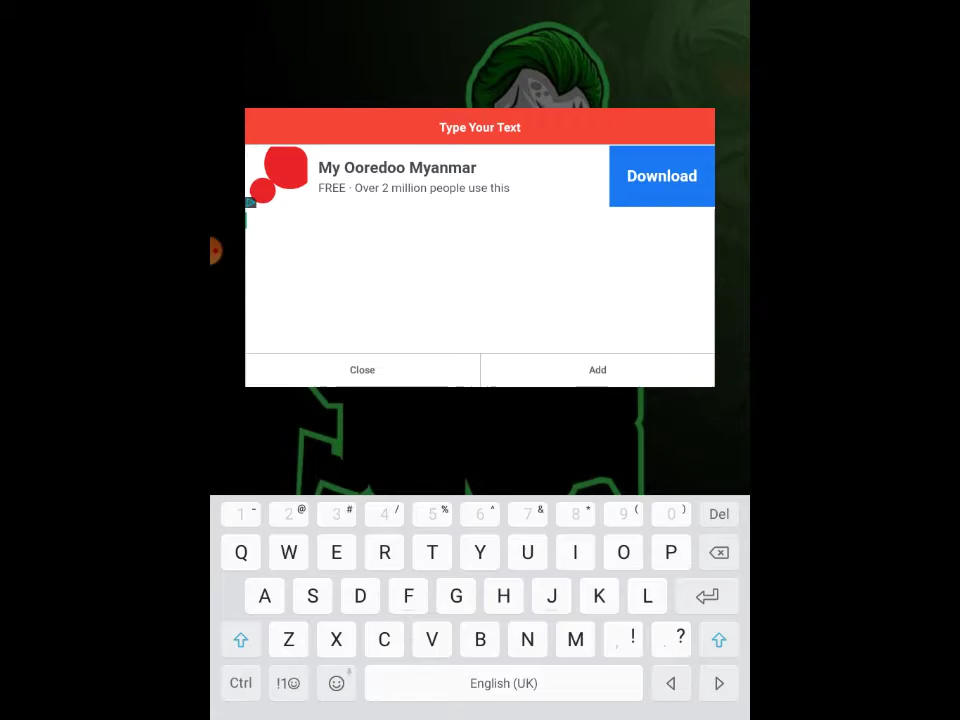 Type Your Text
My Ooredoo Myanmar
FREE · Over 2 million people use this
Download
Close
Add
1 - 2 @ 3 # 4 / 5 % 6 ^ 7 & 8 * 9 ( 0 ) Del
Q W E R T Y U I O P
A S D F G H J K L
Z X C V B N M , ! . ?
Ctrl !1☺ English (UK)